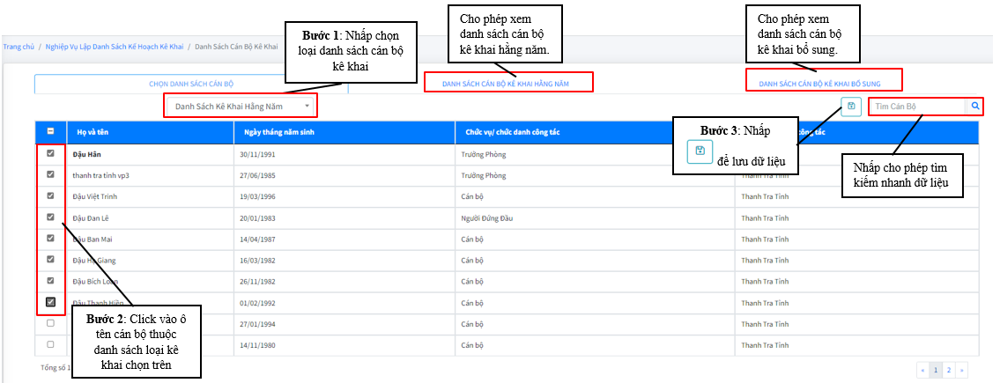 Bước 1: Nhấp chọn
loại danh sách cán bộ
kê khai
Cho phép xem
danh sách cán bộ
kê khai hằng năm.
Cho phép xem
danh sách cán bộ
kê khai bổ sung.
Trang chủ / Nghiệp Vụ Lập Danh Sách Kế Hoạch Kê Khai / Danh Sách Cán Bộ Kê Khai
CHỌN DANH SÁCH CÁN BỘ
DANH SÁCH CÁN BỘ KÊ KHAI HẰNG NĂM
DANH SÁCH CÁN BỘ KÊ KHAI BỔ SUNG
Danh Sách Kê Khai Hằng Năm
Tìm Cán Bộ
Họ và tên Ngày tháng năm sinh Chức vụ/ chức danh công tác công tác
Bước 3: Nhấp
để lưu dữ liệu
Nhấp cho phép tìm
kiếm nhanh dữ liệu
Đậu Hân 30/11/1991 Trưởng Phòng
thanh tra tỉnh vp3 27/06/1985 Trưởng Phòng Thanh Tra Tỉnh
Đậu Việt Trinh 19/03/1996 Cán bộ Thanh Tra Tỉnh
Đậu Đan Lê 20/01/1983 Người Đứng Đầu Thanh Tra Tỉnh
Đậu Ban Mai 14/04/1987 Cán bộ Thanh Tra Tỉnh
Đậu Giang 16/03/1982 Cán bộ Thanh Tra Tỉnh
Đậu Bích Loan 26/11/1982 Cán bộ Thanh Tra Tỉnh
Đậu Thanh Hiền 01/02/1992 Cán bộ Thanh Tra Tỉnh
27/01/1994 Cán bộ Thanh Tra Tỉnh
14/11/1980 Cán bộ Thanh Tra Tỉnh
Bước 2: Click vào ô
tên cán bộ thuộc
danh sách loại kê
khai chọn trên
Tổng số 1
« 1 2 »